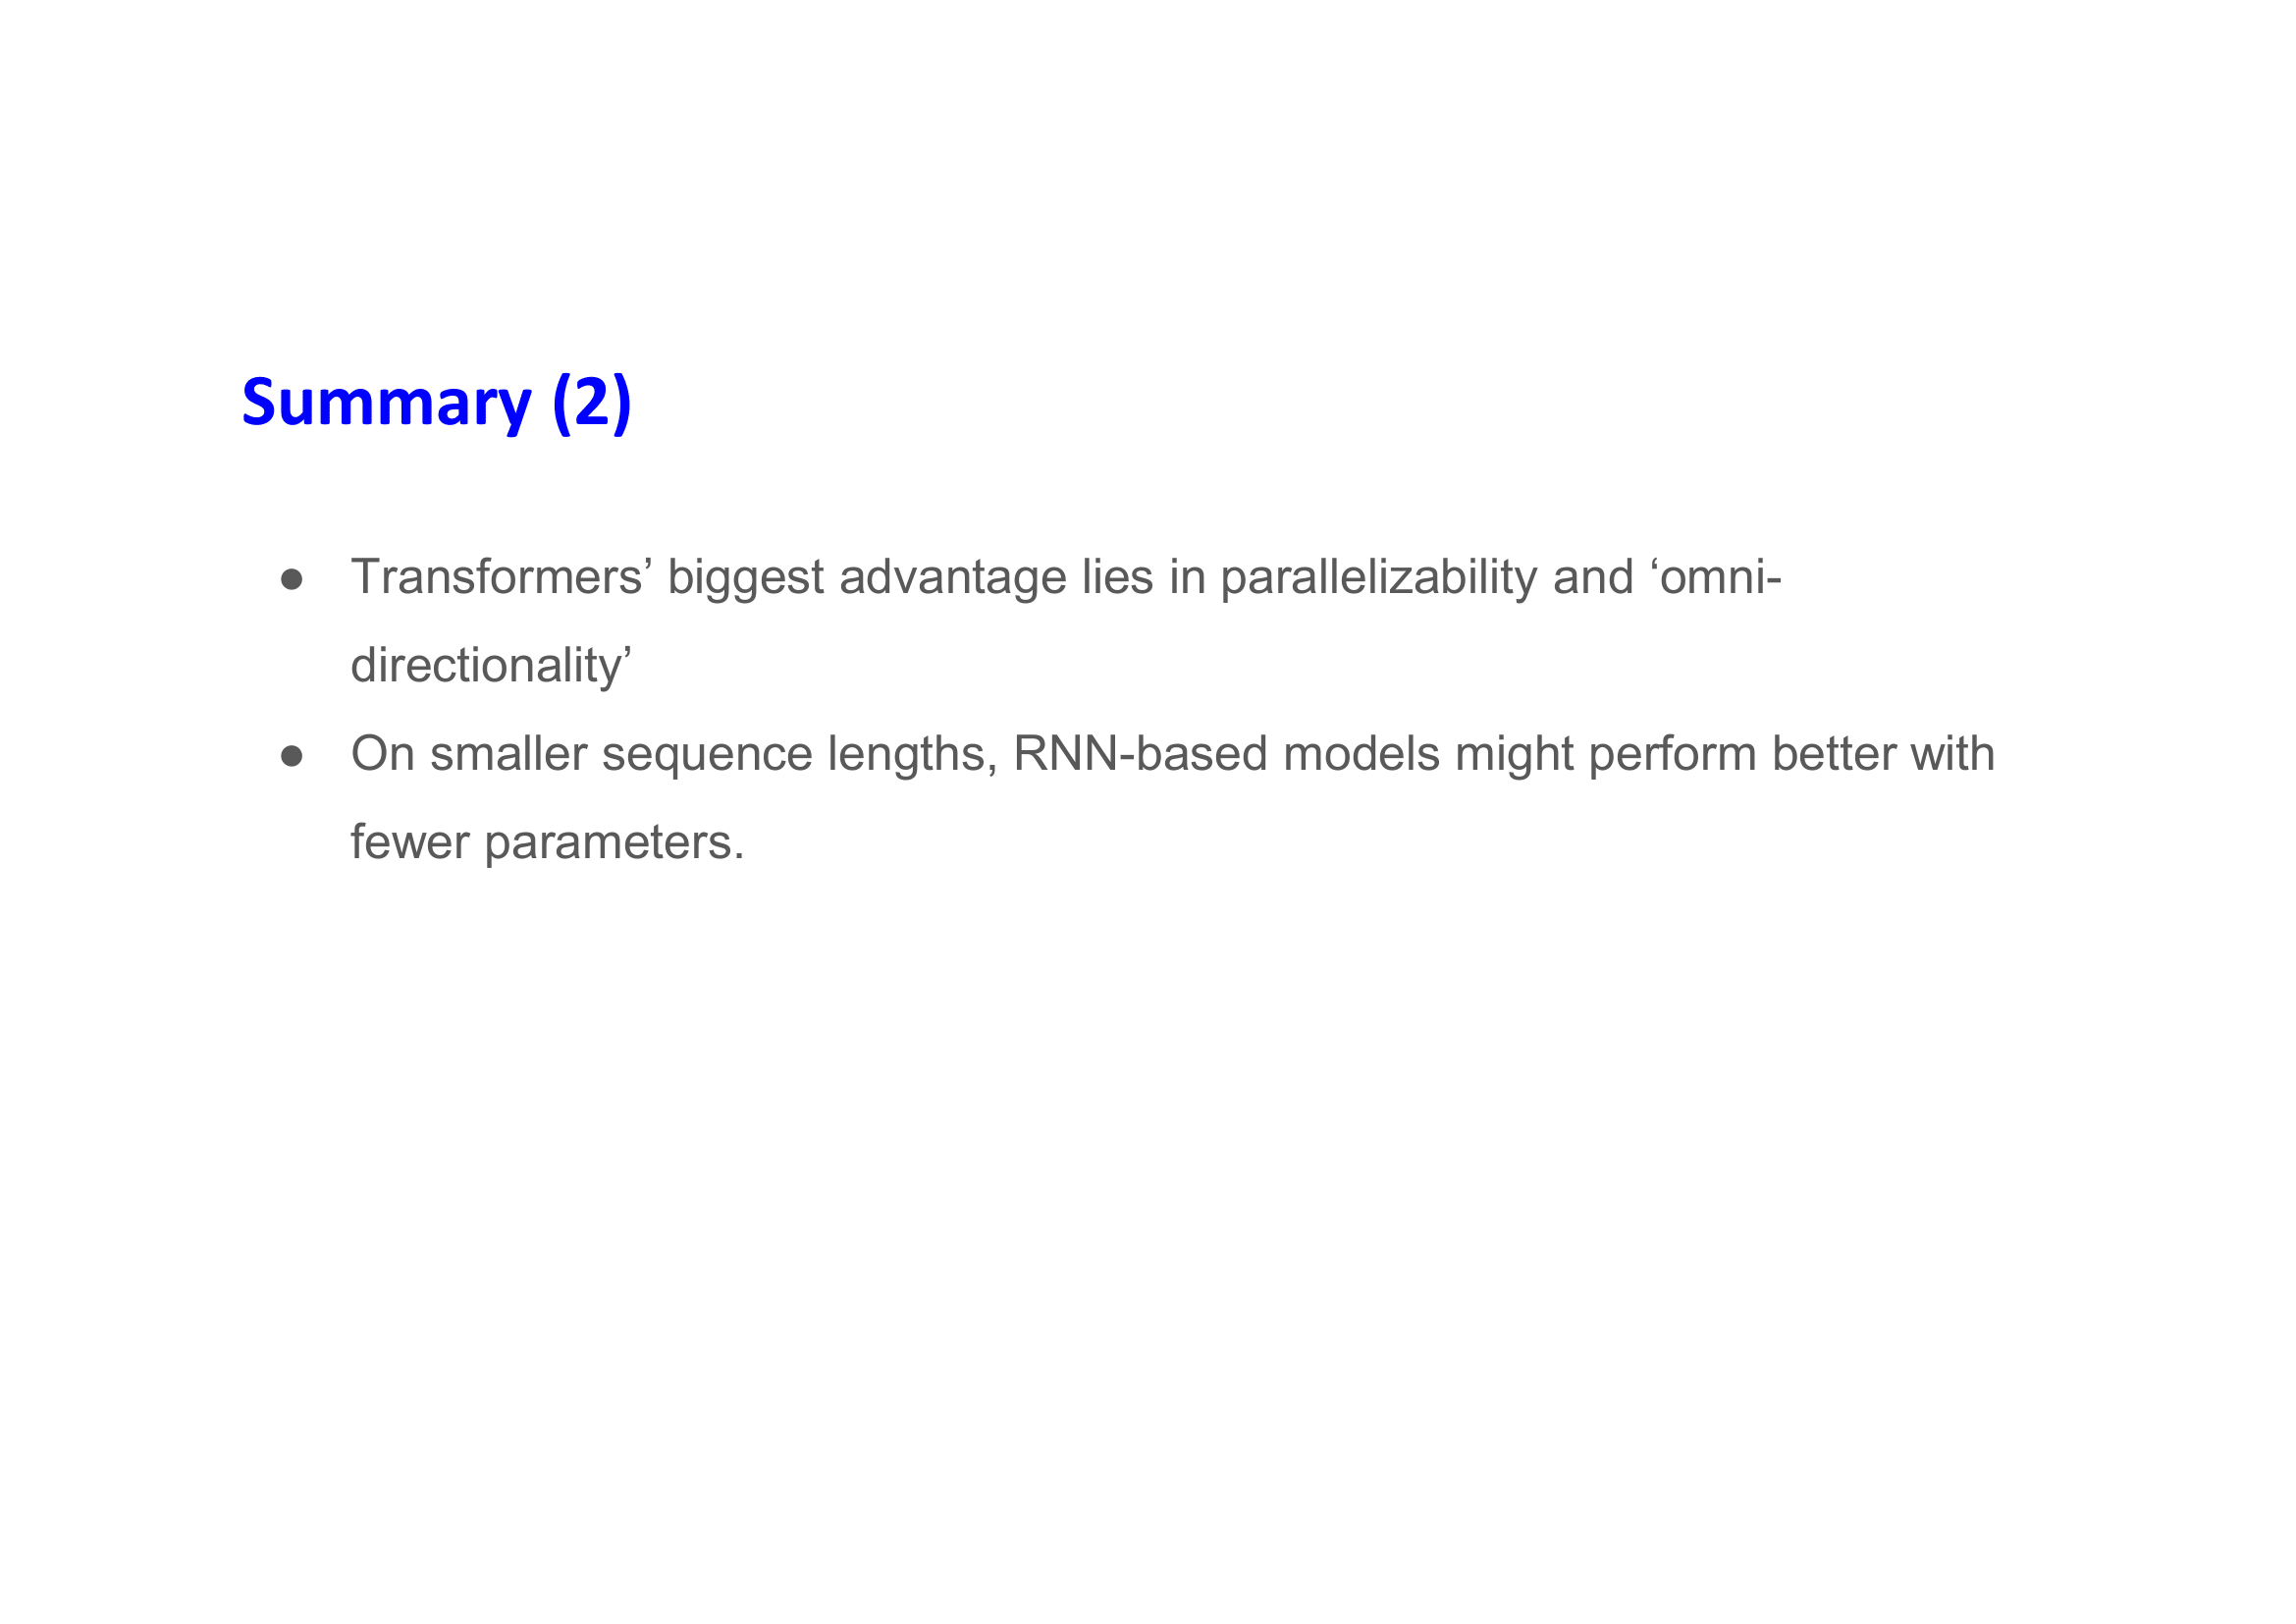 Summary (2)
● Transformers’ biggest advantage lies in parallelizability and ‘omni-
directionality’
● On smaller sequence lengths, RNN-based models might perform better with
fewer parameters.